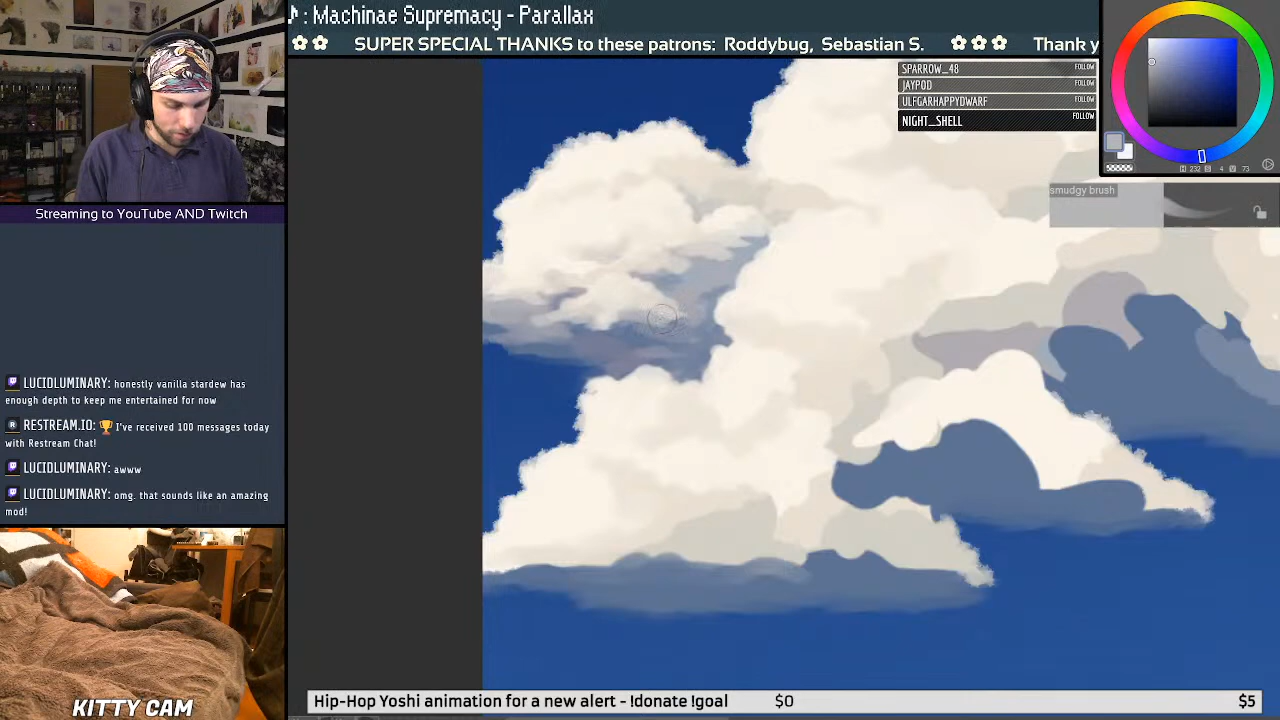 ♪: Machinae Supremacy - Parallax
✿ ✿ SUPER SPECIAL THANKS to these patrons: Roddybug, Sebastian S. ✿ ✿ ✿ Thank y
SPARROW_48 FOLLOW
JAYPOD FOLLOW
ULFGARHAPPYDWARF FOLLOW
NIGHT_SHELL FOLLOW
H 232 S 4 V 73
smudgy brush
Streaming to YouTube AND Twitch
LUCIDLUMINARY: honestly vanilla stardew has
enough depth to keep me entertained for now
RESTREAM.IO: 🏆 I've received 100 messages today
with Restream Chat!
LUCIDLUMINARY: awww
LUCIDLUMINARY: omg. that sounds like an amazing
mod!
KITTY CAM
Hip-Hop Yoshi animation for a new alert - !donate !goal $0 $5